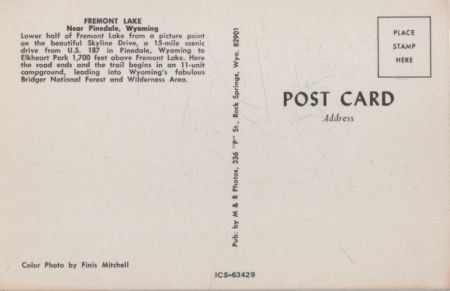 FREMONT LAKE
Near Pinedale, Wyoming
Lower half of Fremont Lake from a picture point
on the beautiful Skyline Drive, a 15-mile scenic
drive from U.S. 187 in Pinedale, Wyoming to
Elkheart Park 1,700 feet above Fremont Lake. Here
the road ends and the trail begins in an 11-unit
campground, leading into Wyoming's fabulous
Bridger National Forest and Wilderness Area.
Color Photo by Finis Mitchell
Pub. by M & R Photos, 336 "P" St., Rock Springs, Wyo. 82901
ICS-63429
PLACE
STAMP
HERE
POST CARD
Address